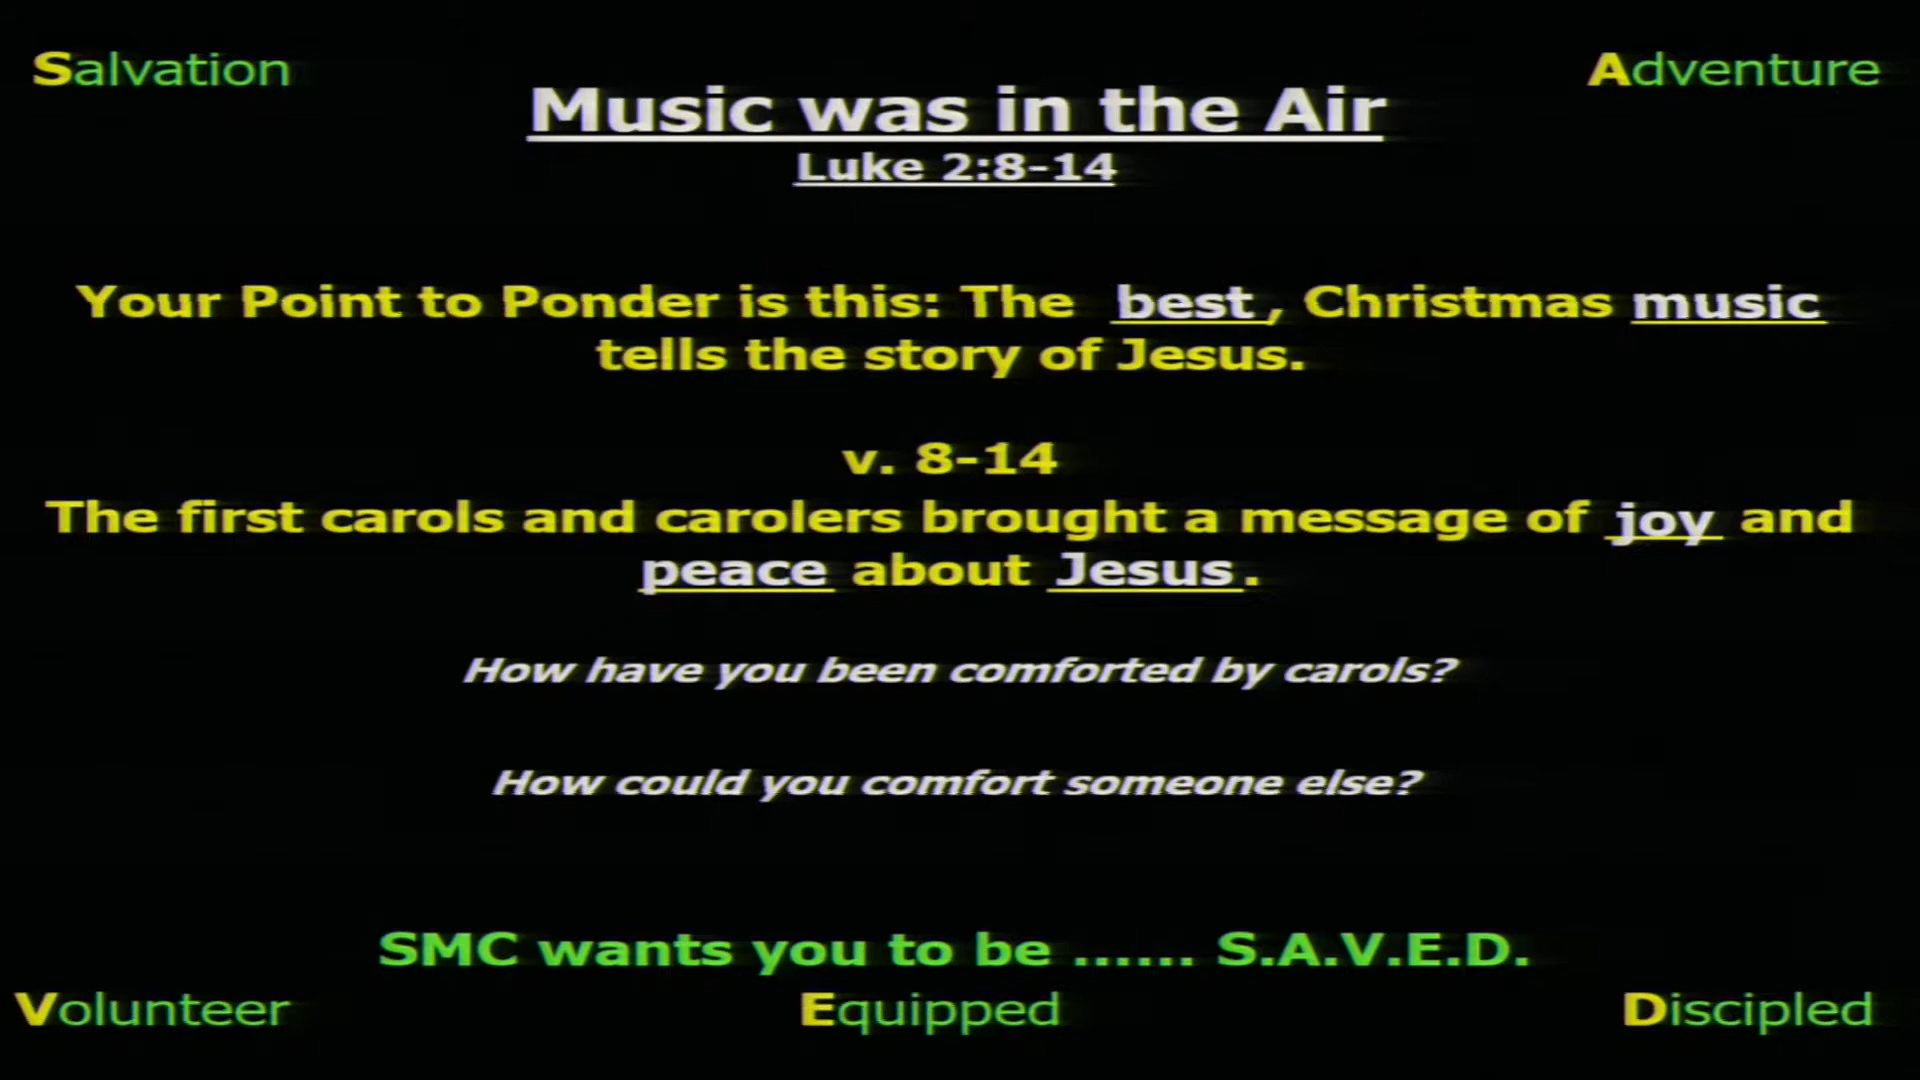 Salvation
Adventure
Music was in the Air
Luke 2:8-14
Your Point to Ponder is this: The best, Christmas music
tells the story of Jesus.
v. 8-14
The first carols and carolers brought a message of joy and
peace about Jesus.
How have you been comforted by carols?
How could you comfort someone else?
SMC wants you to be ...... S.A.V.E.D.
Volunteer
Equipped
Discipled